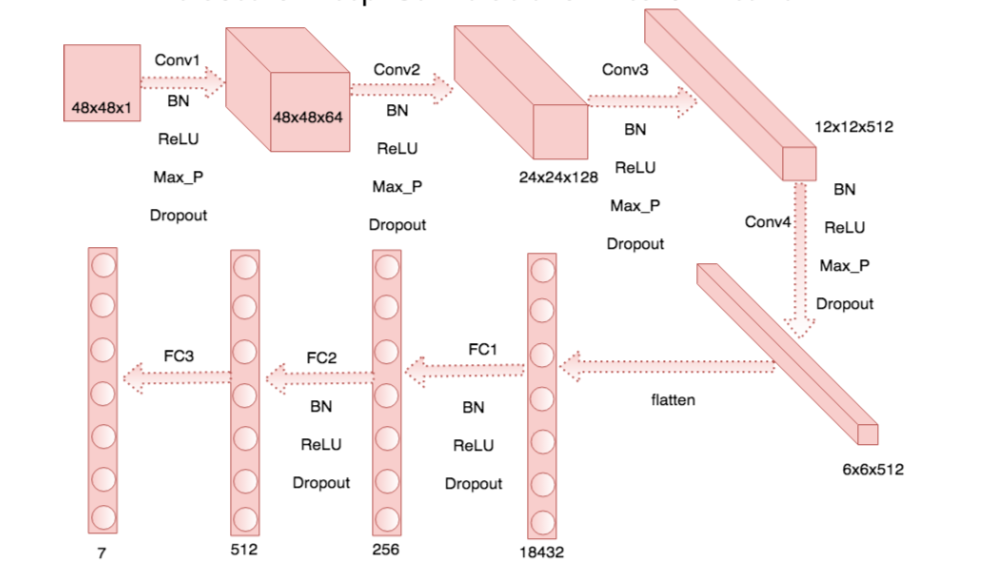 48x48x1
Conv1
BN
ReLU
Max_P
Dropout
48x48x64
Conv2
BN
ReLU
Max_P
Dropout
24x24x128
Conv3
BN
ReLU
Max_P
Dropout
12x12x512
Conv4
BN
ReLU
Max_P
Dropout
6x6x512
flatten
18432
FC1
BN
ReLU
Dropout
256
FC2
BN
ReLU
Dropout
512
FC3
7